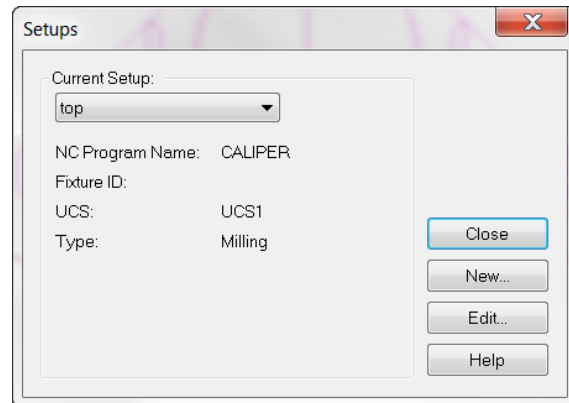 Setups
Current Setup:
top
NC Program Name: CALIPER
Fixture ID:
UCS: UCS1
Type: Milling
Close
New...
Edit...
Help